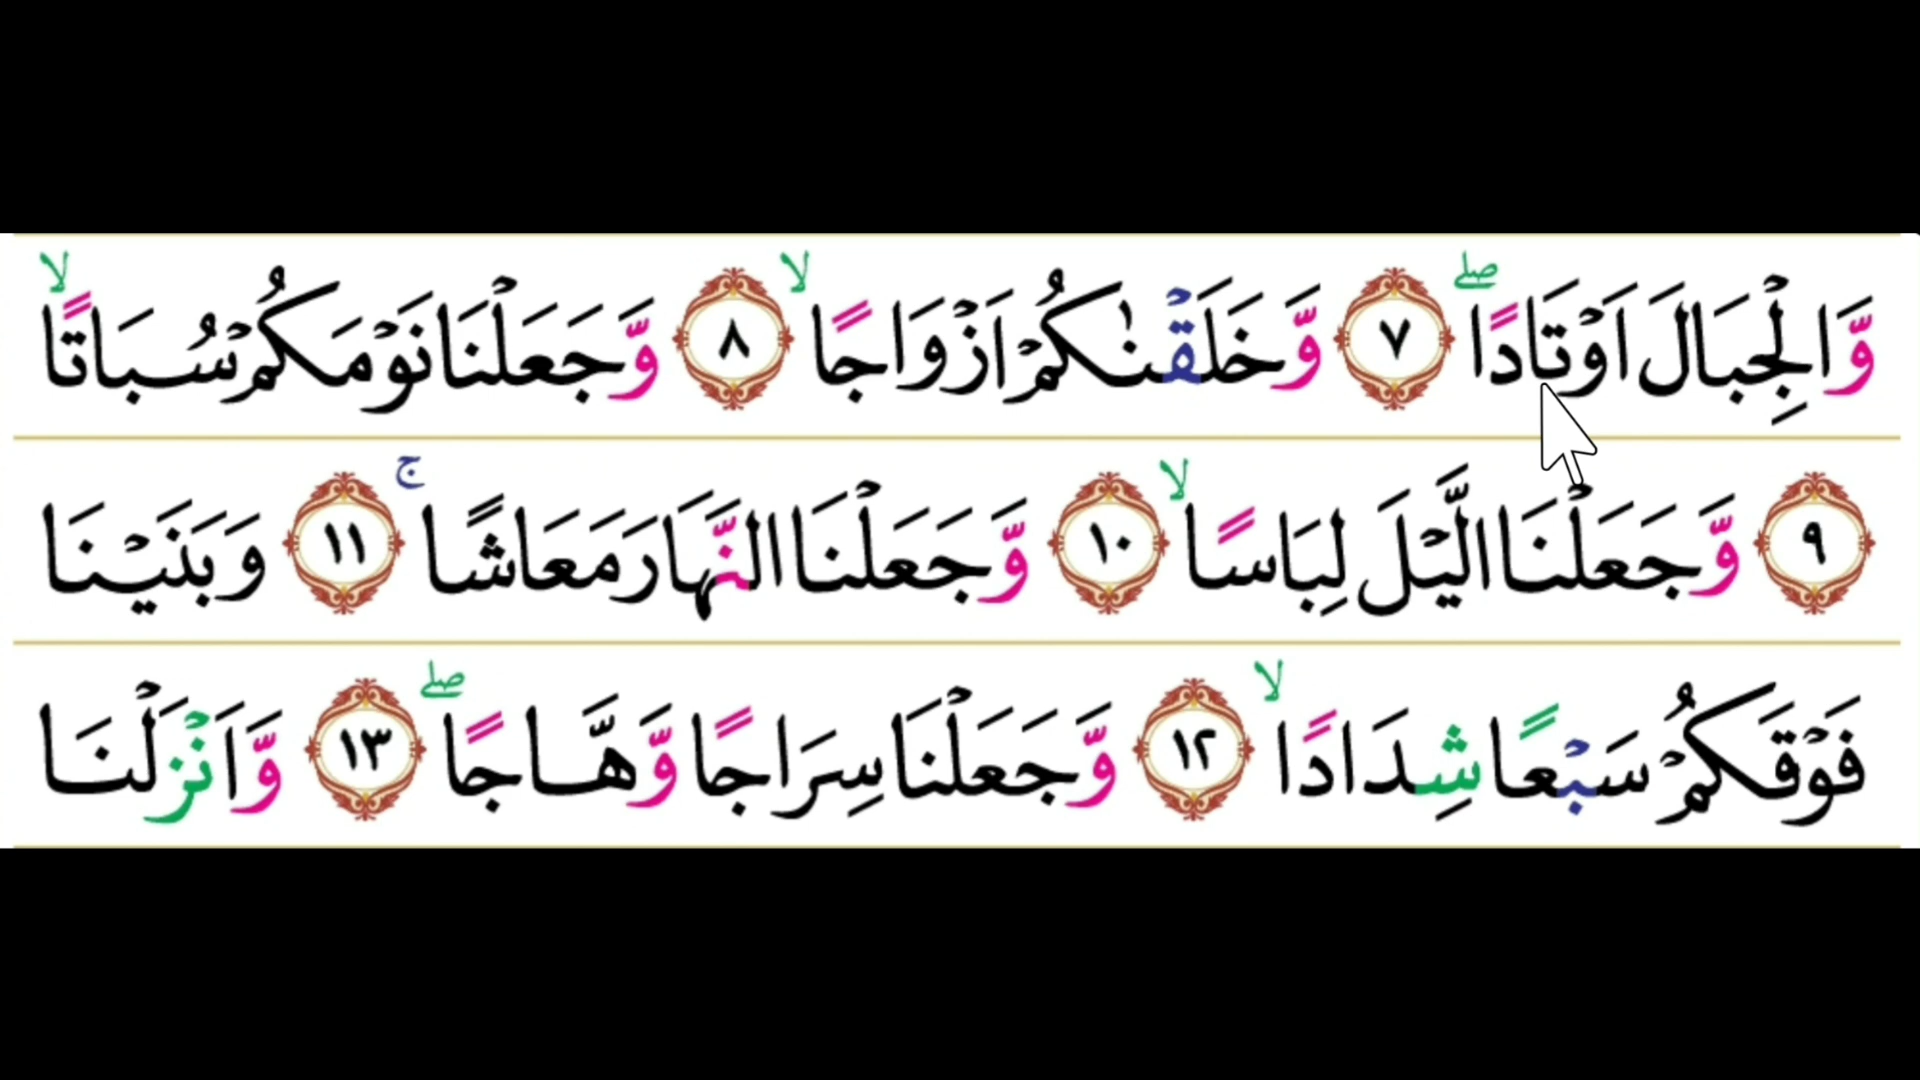 وَّالْجِبَالَ اَوْتَادًا ۖ ٧ وَّخَلَقْنٰكُمْ اَزْوَاجًا ۙ ٨ وَّجَعَلْنَا نَوْمَكُمْ سُبَاتًا ۙ
٩ وَّجَعَلْنَا الَّيْلَ لِبَاسًا ۙ ١٠ وَّجَعَلْنَا النَّهَارَ مَعَاشًا ۚ ١١ وَبَنَيْنَا
فَوْقَكُمْ سَبْعًا شِدَادًا ۙ ١٢ وَّجَعَلْنَا سِرَاجًا وَّهَّاجًا ۖ ١٣ وَّاَنْزَلْنَا